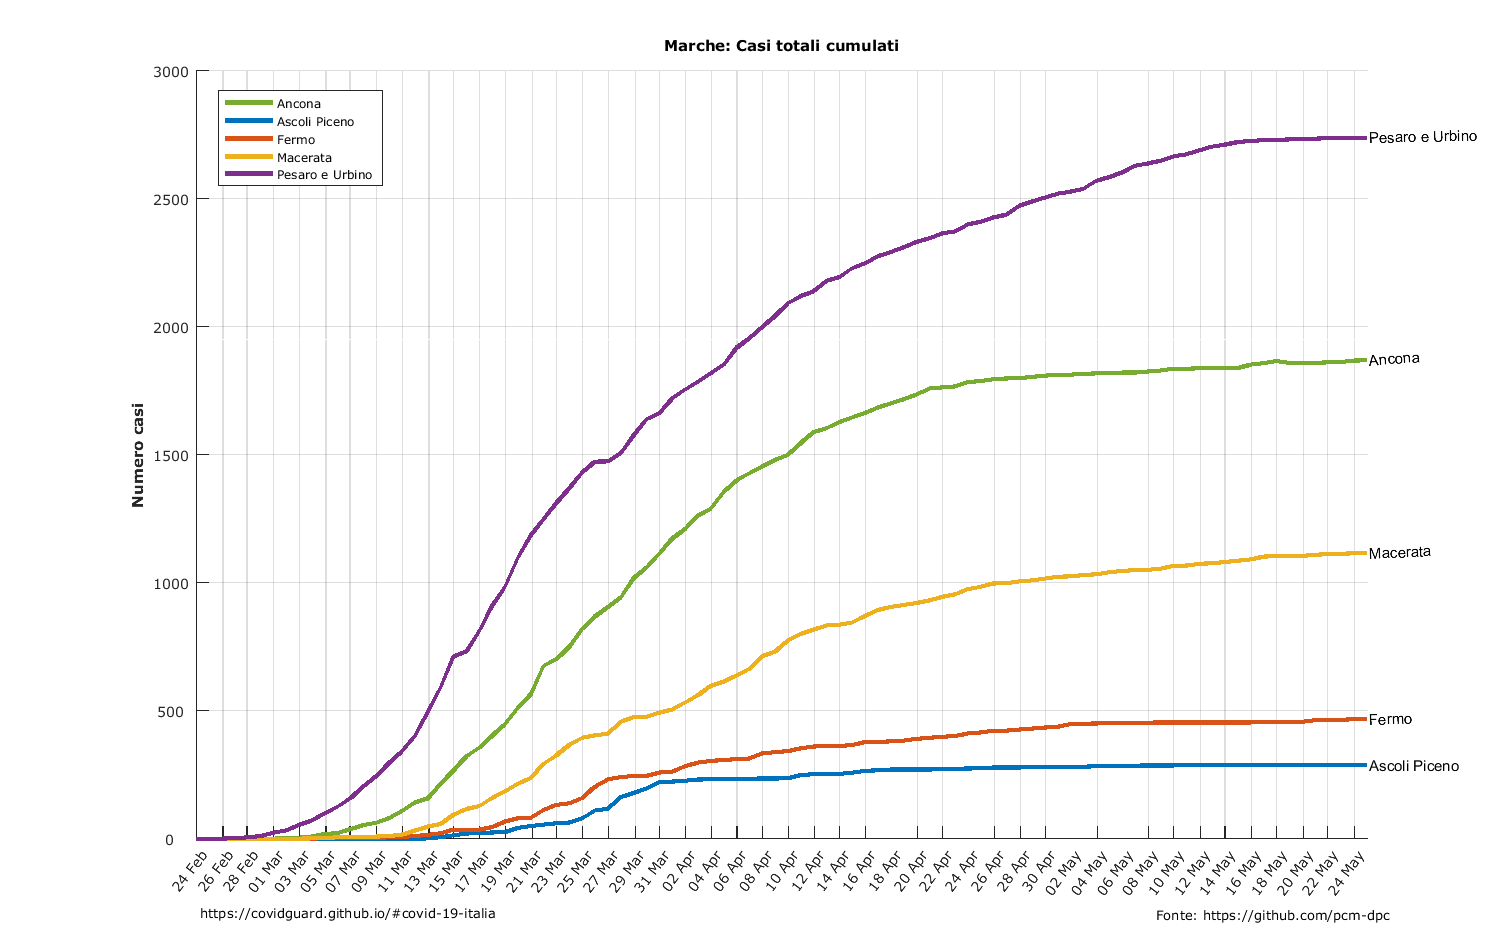 Marche: Casi totali cumulati
3000
2500
2000
1500
1000
500
0
Numero casi
Ancona
Ascoli Piceno
Fermo
Macerata
Pesaro e Urbino
Pesaro e Urbino
Ancona
Macerata
Fermo
Ascoli Piceno
24 Feb
26 Feb
28 Feb
01 Mar
03 Mar
05 Mar
07 Mar
09 Mar
11 Mar
13 Mar
15 Mar
17 Mar
19 Mar
21 Mar
23 Mar
25 Mar
27 Mar
29 Mar
31 Mar
02 Apr
04 Apr
06 Apr
08 Apr
10 Apr
12 Apr
14 Apr
16 Apr
18 Apr
20 Apr
22 Apr
24 Apr
26 Apr
28 Apr
30 Apr
02 May
04 May
06 May
08 May
10 May
12 May
14 May
16 May
18 May
20 May
22 May
24 May
https://covidguard.github.io/#covid-19-italia
Fonte: https://github.com/pcm-dpc